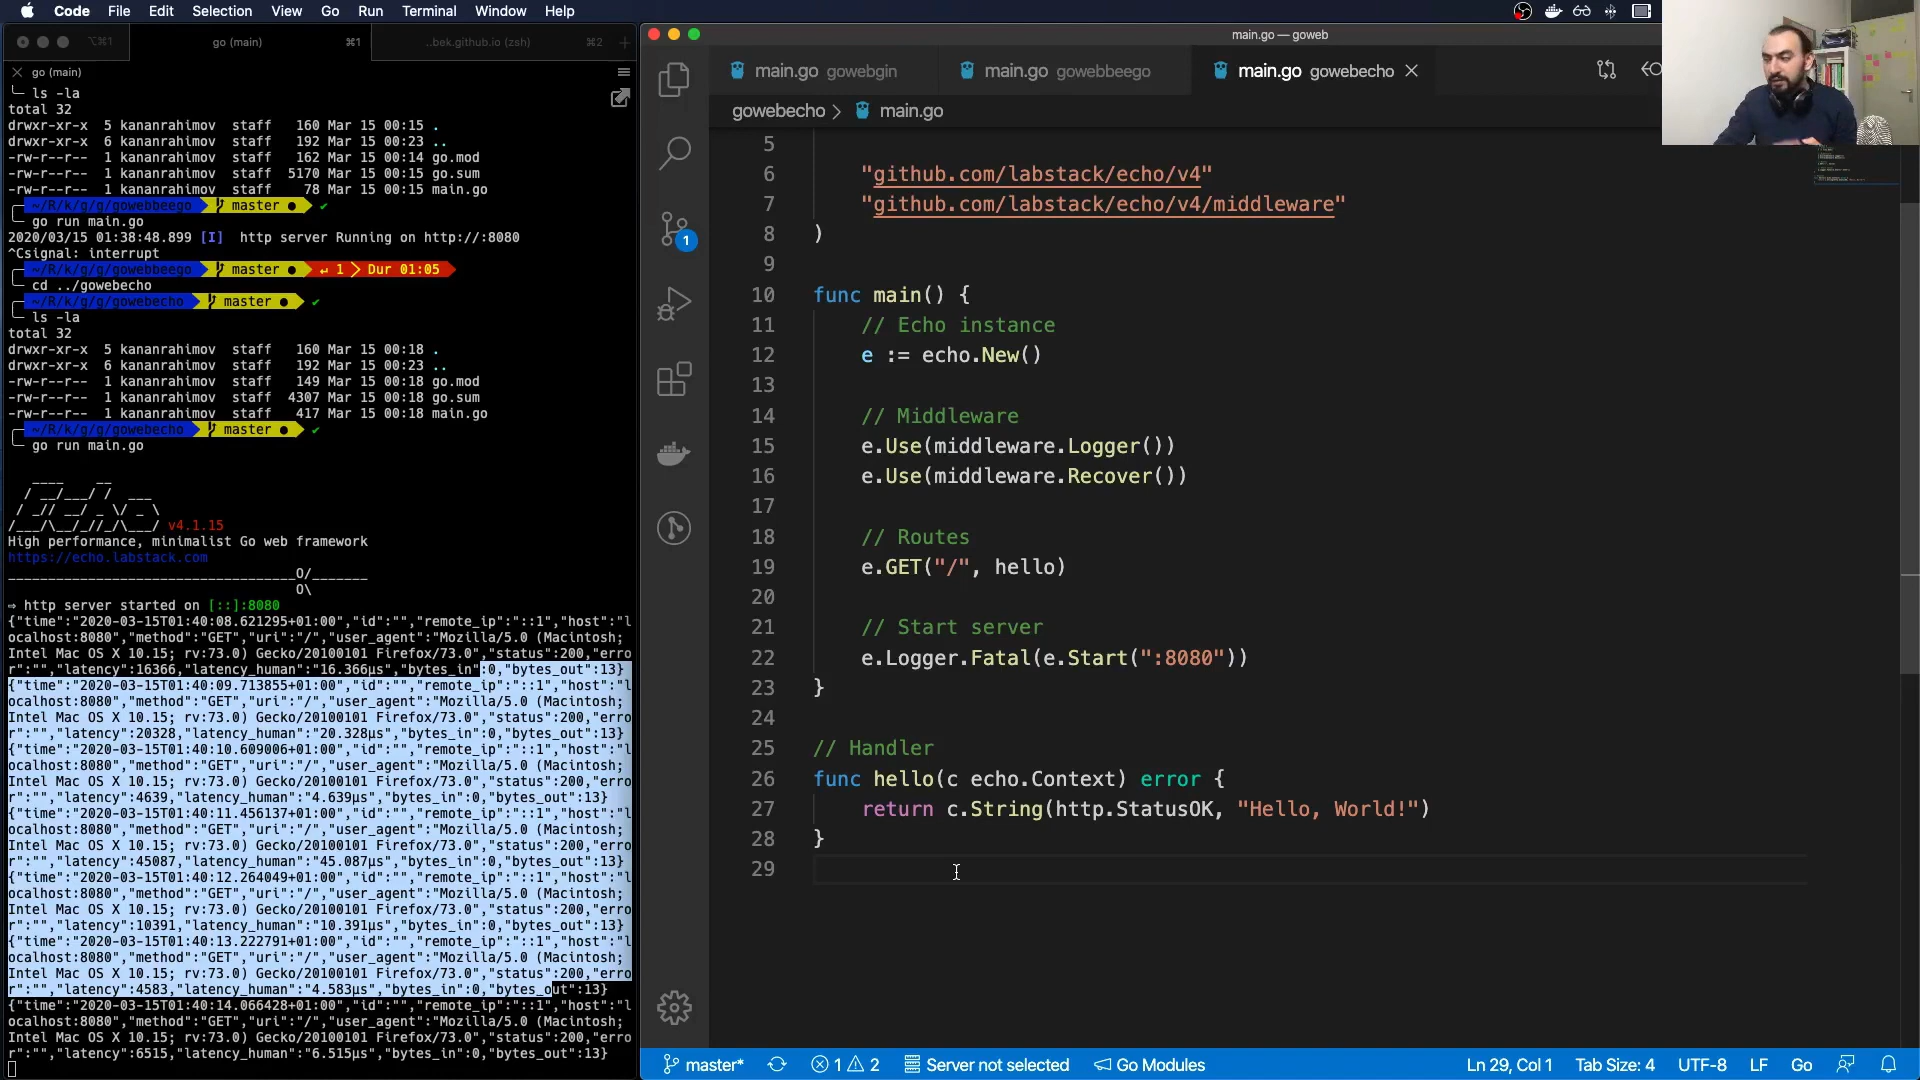 Code File Edit Selection View Go Run Terminal Window Help
⌥⌘1 go (main) ⌘1 ..bek.github.io (zsh) ⌘2 +
go (main)
ls -la
total 32
drwxr-xr-x 5 kananrahimov staff 160 Mar 15 00:15 .
drwxr-xr-x 6 kananrahimov staff 192 Mar 15 00:23 ..
-rw-r--r-- 1 kananrahimov staff 162 Mar 15 00:14 go.mod
-rw-r--r-- 1 kananrahimov staff 5170 Mar 15 00:15 go.sum
-rw-r--r-- 1 kananrahimov staff 78 Mar 15 00:15 main.go
~/R/k/g/g/gowebbeego master ● ✔
go run main.go
2020/03/15 01:38:48.899 [I] http server Running on http://:8080
^Csignal: interrupt
~/R/k/g/g/gowebbeego master ● ↵ 1 Dur 01:05
cd ../gowebecho
~/R/k/g/g/gowebecho master ● ✔
ls -la
total 32
drwxr-xr-x 5 kananrahimov staff 160 Mar 15 00:18 .
drwxr-xr-x 6 kananrahimov staff 192 Mar 15 00:23 ..
-rw-r--r-- 1 kananrahimov staff 149 Mar 15 00:18 go.mod
-rw-r--r-- 1 kananrahimov staff 4307 Mar 15 00:18 go.sum
-rw-r--r-- 1 kananrahimov staff 417 Mar 15 00:18 main.go
~/R/k/g/g/gowebecho master ● ✔
go run main.go
   ____    __
  / __/___/ /  ___
 / _// __/ _ \/ _ \
/___/\__/_//_/\___/ v4.1.15
High performance, minimalist Go web framework
https://echo.labstack.com
____________________________________O/_______
                                    O\
⇨ http server started on [::]:8080
{"time":"2020-03-15T01:40:08.621295+01:00","id":"","remote_ip":"::1","host":"l
ocalhost:8080","method":"GET","uri":"/","user_agent":"Mozilla/5.0 (Macintosh;
Intel Mac OS X 10.15; rv:73.0) Gecko/20100101 Firefox/73.0","status":200,"erro
r":"","latency":16366,"latency_human":"16.366µs","bytes_in":0,"bytes_out":13}
{"time":"2020-03-15T01:40:09.713855+01:00","id":"","remote_ip":"::1","host":"l
ocalhost:8080","method":"GET","uri":"/","user_agent":"Mozilla/5.0 (Macintosh;
Intel Mac OS X 10.15; rv:73.0) Gecko/20100101 Firefox/73.0","status":200,"erro
r":"","latency":20328,"latency_human":"20.328µs","bytes_in":0,"bytes_out":13}
{"time":"2020-03-15T01:40:10.609006+01:00","id":"","remote_ip":"::1","host":"l
ocalhost:8080","method":"GET","uri":"/","user_agent":"Mozilla/5.0 (Macintosh;
Intel Mac OS X 10.15; rv:73.0) Gecko/20100101 Firefox/73.0","status":200,"erro
r":"","latency":4639,"latency_human":"4.639µs","bytes_in":0,"bytes_out":13}
{"time":"2020-03-15T01:40:11.456137+01:00","id":"","remote_ip":"::1","host":"l
ocalhost:8080","method":"GET","uri":"/","user_agent":"Mozilla/5.0 (Macintosh;
Intel Mac OS X 10.15; rv:73.0) Gecko/20100101 Firefox/73.0","status":200,"erro
r":"","latency":45087,"latency_human":"45.087µs","bytes_in":0,"bytes_out":13}
{"time":"2020-03-15T01:40:12.264049+01:00","id":"","remote_ip":"::1","host":"l
ocalhost:8080","method":"GET","uri":"/","user_agent":"Mozilla/5.0 (Macintosh;
Intel Mac OS X 10.15; rv:73.0) Gecko/20100101 Firefox/73.0","status":200,"erro
r":"","latency":10391,"latency_human":"10.391µs","bytes_in":0,"bytes_out":13}
{"time":"2020-03-15T01:40:13.222791+01:00","id":"","remote_ip":"::1","host":"l
ocalhost:8080","method":"GET","uri":"/","user_agent":"Mozilla/5.0 (Macintosh;
Intel Mac OS X 10.15; rv:73.0) Gecko/20100101 Firefox/73.0","status":200,"erro
r":"","latency":4583,"latency_human":"4.583µs","bytes_in":0,"bytes_out":13}
{"time":"2020-03-15T01:40:14.066428+01:00","id":"","remote_ip":"::1","host":"l
ocalhost:8080","method":"GET","uri":"/","user_agent":"Mozilla/5.0 (Macintosh;
Intel Mac OS X 10.15; rv:73.0) Gecko/20100101 Firefox/73.0","status":200,"erro
r":"","latency":6515,"latency_human":"6.515µs","bytes_in":0,"bytes_out":13}
main.go — goweb
main.go gowebgin main.go gowebbeego main.go gowebecho
gowebecho > main.go
1
5
6 "github.com/labstack/echo/v4"
7 "github.com/labstack/echo/v4/middleware"
8 )
9
10 func main() {
11 // Echo instance
12 e := echo.New()
13
14 // Middleware
15 e.Use(middleware.Logger())
16 e.Use(middleware.Recover())
17
18 // Routes
19 e.GET("/", hello)
20
21 // Start server
22 e.Logger.Fatal(e.Start(":8080"))
23 }
24
25 // Handler
26 func hello(c echo.Context) error {
27 return c.String(http.StatusOK, "Hello, World!")
28 }
29
master* 1 2 Server not selected Go Modules Ln 29, Col 1 Tab Size: 4 UTF-8 LF Go